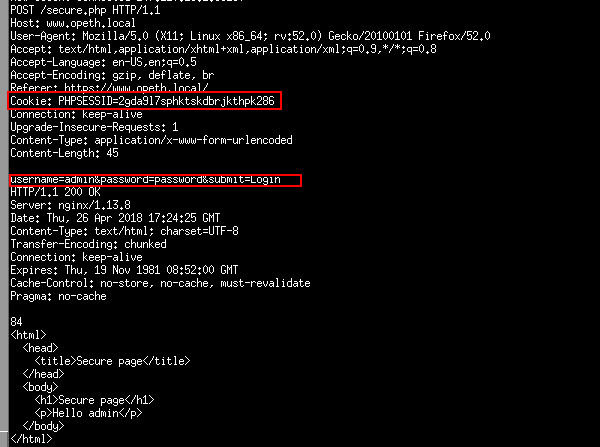 POST /secure.php HTTP/1.1
Host: www.opeth.local
User-Agent: Mozilla/5.0 (X11; Linux x86_64; rv:52.0) Gecko/20100101 Firefox/52.0
Accept: text/html,application/xhtml+xml,application/xml;q=0.9,*/*;q=0.8
Accept-Language: en-US,en;q=0.5
Accept-Encoding: gzip, deflate, br
Referer: https://www.opeth.local/
Cookie: PHPSESSID=2gda9l7sphktskdbrjkthpk286
Connection: keep-alive
Upgrade-Insecure-Requests: 1
Content-Type: application/x-www-form-urlencoded
Content-Length: 45
username=admin&password=password&submit=Login
HTTP/1.1 200 OK
Server: nginx/1.13.8
Date: Thu, 26 Apr 2018 17:24:25 GMT
Content-Type: text/html; charset=UTF-8
Transfer-Encoding: chunked
Connection: keep-alive
Expires: Thu, 19 Nov 1981 08:52:00 GMT
Cache-Control: no-store, no-cache, must-revalidate
Pragma: no-cache
84
<html>
<head>
<title>Secure page</title>
</head>
<body>
<h1>Secure page</h1>
<p>Hello admin</p>
</body>
</html>